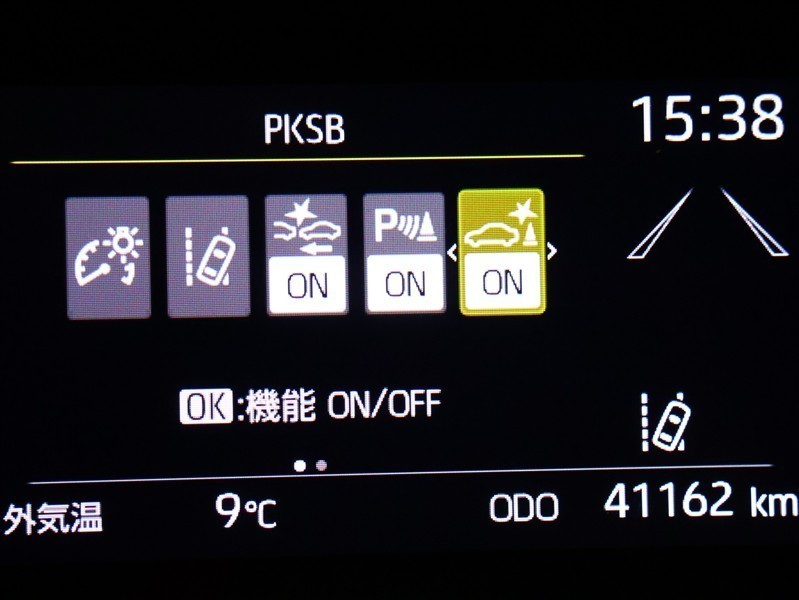 PKSB
15:38
ON P ON ON
OK:機能 ON/OFF
外気温 9℃ ODO 41162 km